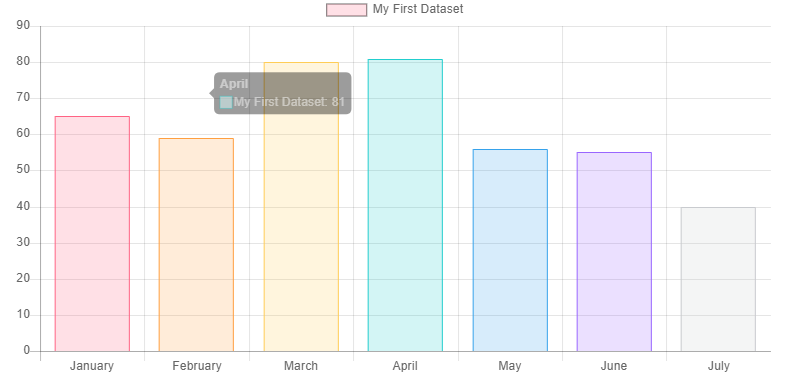 My First Dataset
90
80
April
My First Dataset: 81
70
60
50
40
30
20
10
0
January February March April May June July